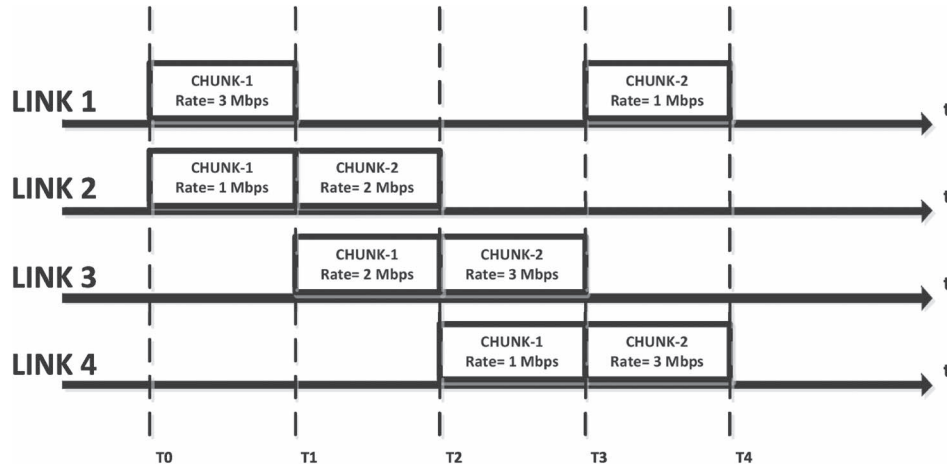 LINK 1
CHUNK-1
Rate= 3 Mbps
CHUNK-2
Rate= 1 Mbps
t
LINK 2
CHUNK-1
Rate= 1 Mbps
CHUNK-2
Rate= 2 Mbps
t
LINK 3
CHUNK-1
Rate= 2 Mbps
CHUNK-2
Rate= 3 Mbps
t
LINK 4
CHUNK-1
Rate= 1 Mbps
CHUNK-2
Rate= 3 Mbps
t
T0 T1 T2 T3 T4